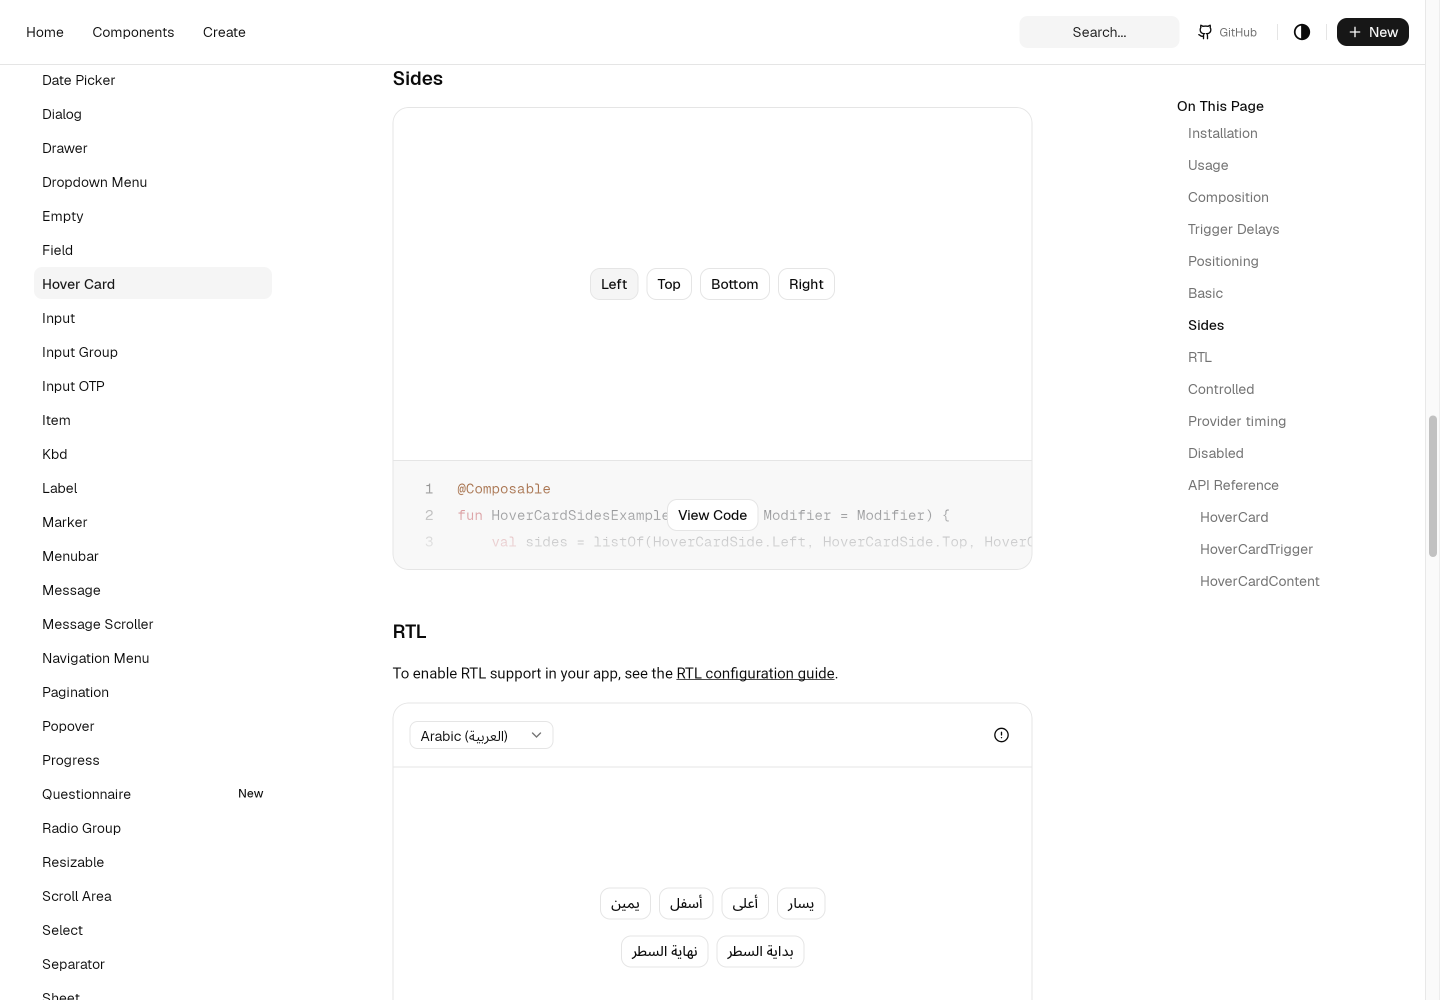 Home Components Create Search... GitHub New
Date Picker
Dialog
Drawer
Dropdown Menu
Empty
Field
Hover Card
Input
Input Group
Input OTP
Item
Kbd
Label
Marker
Menubar
Message
Message Scroller
Navigation Menu
Pagination
Popover
Progress
Questionnaire New
Radio Group
Resizable
Scroll Area
Select
Separator
Sheet
Sides
Left Top Bottom Right
1 @Composable
2 fun HoverCardSidesExample View Code Modifier = Modifier) {
3 val sides = listOf(HoverCardSide.Left, HoverCardSide.Top, HoverC
RTL
To enable RTL support in your app, see the RTL configuration guide.
Arabic (العربية)
يسار أعلى أسفل يمين
بداية السطر نهاية السطر
On This Page
Installation
Usage
Composition
Trigger Delays
Positioning
Basic
Sides
RTL
Controlled
Provider timing
Disabled
API Reference
HoverCard
HoverCardTrigger
HoverCardContent